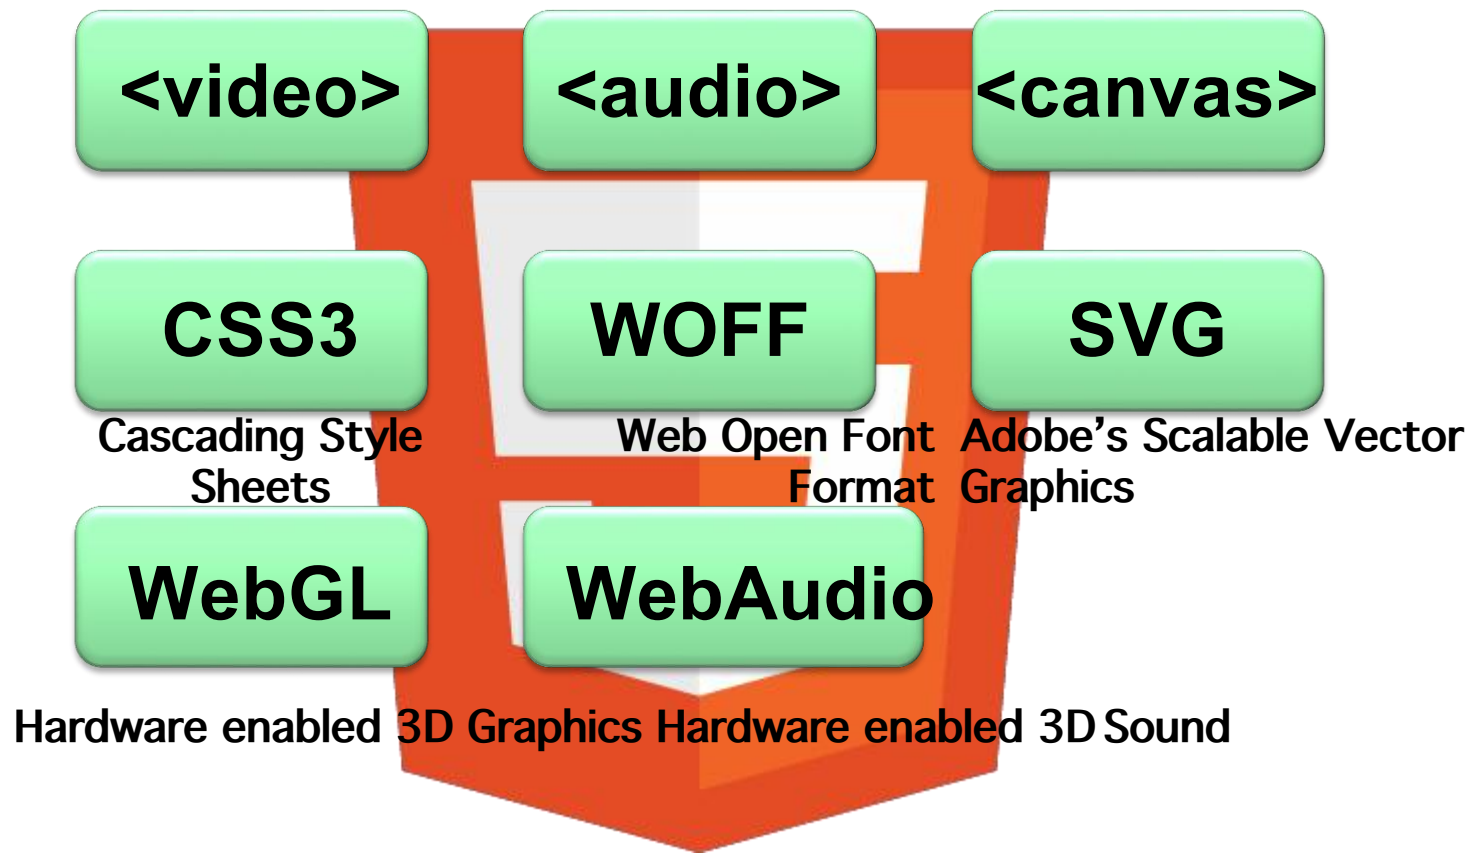 <video>
<audio>
<canvas>
CSS3
WOFF
SVG
Cascading Style
Sheets
Web Open Font
Format
Adobe’s Scalable Vector
Graphics
WebGL
WebAudio
Hardware enabled 3D Graphics
Hardware enabled 3D Sound